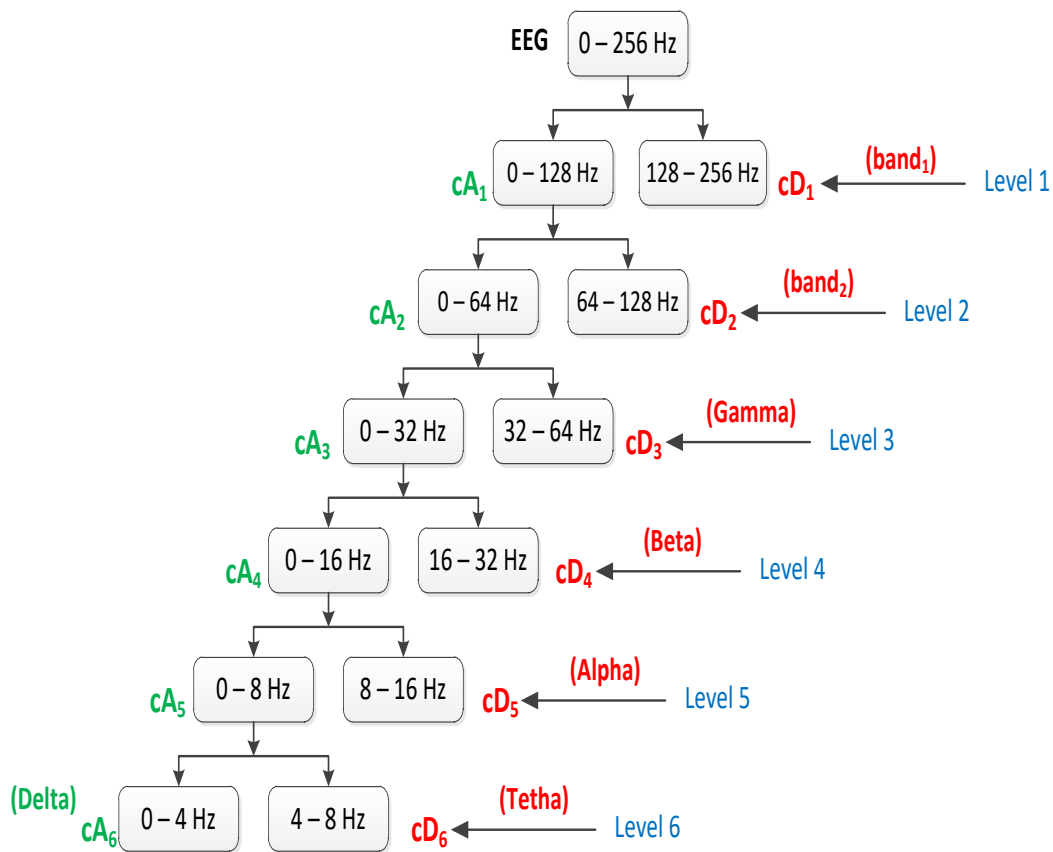 EEG 0 – 256 Hz
cA₁ 0 – 128 Hz 128 – 256 Hz cD₁ (band₁) Level 1
cA₂ 0 – 64 Hz 64 – 128 Hz cD₂ (band₂) Level 2
cA₃ 0 – 32 Hz 32 – 64 Hz cD₃ (Gamma) Level 3
cA₄ 0 – 16 Hz 16 – 32 Hz cD₄ (Beta) Level 4
cA₅ 0 – 8 Hz 8 – 16 Hz cD₅ (Alpha) Level 5
(Delta) cA₆ 0 – 4 Hz 4 – 8 Hz cD₆ (Tetha) Level 6